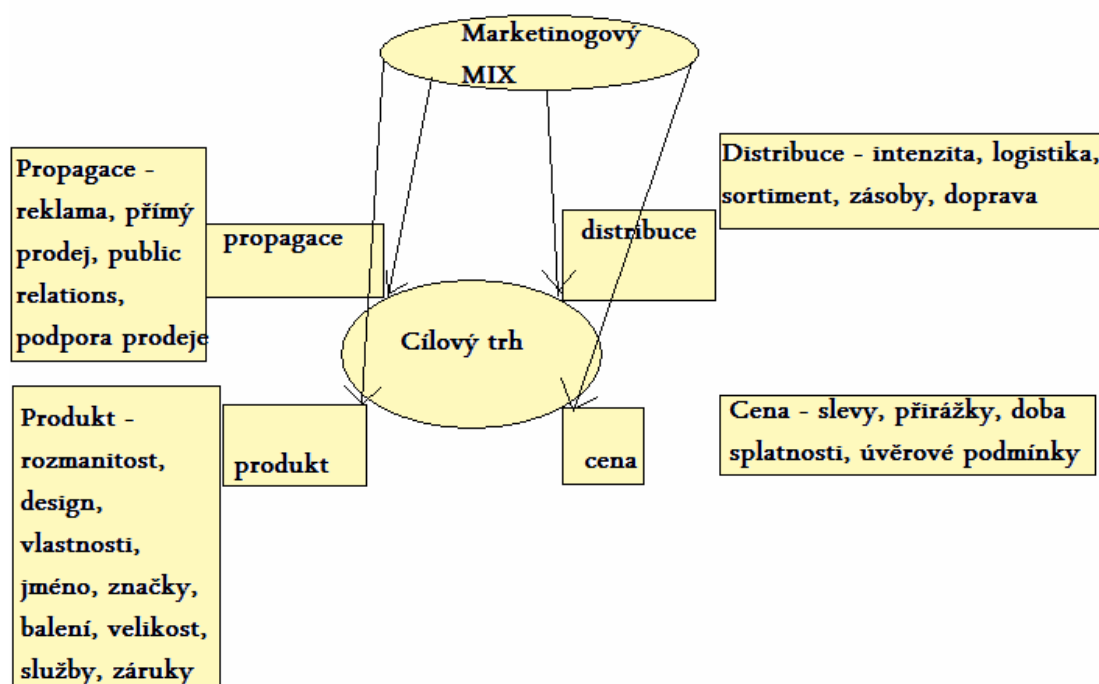 Marketinogový
MIX
Propagace -
reklama, přímý
prodej, public
relations,
podpora prodeje
propagace
distribuce
Distribuce - intenzita, logistika,
sortiment, zásoby, doprava
Cílový trh
Produkt -
rozmanitost,
design,
vlastnosti,
jméno, značky,
balení, velikost,
služby, záruky
produkt
cena
Cena - slevy, přirážky, doba
splatnosti, úvěrové podmínky